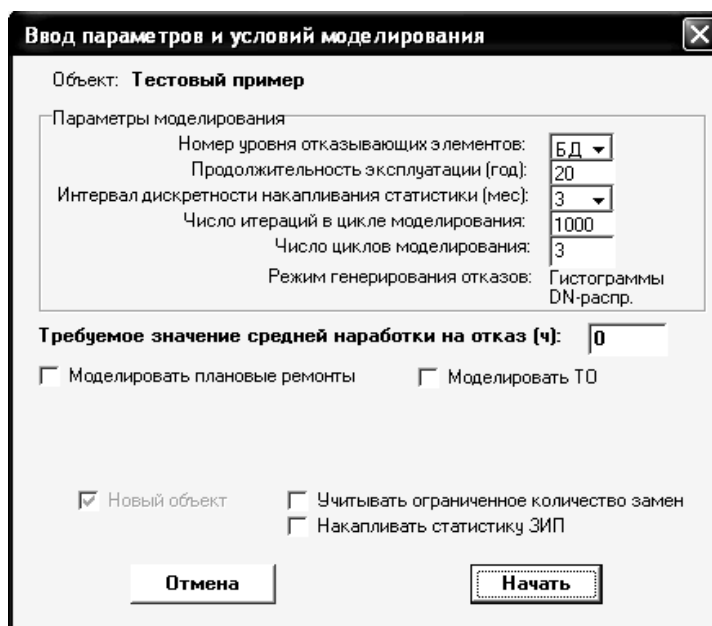 Ввод параметров и условий моделирования
Объект: Тестовый пример
Параметры моделирования
Номер уровня отказывающих элементов: БД
Продолжительность эксплуатации (год): 20
Интервал дискретности накапливания статистики (мес): 3
Число итераций в цикле моделирования: 1000
Число циклов моделирования: 3
Режим генерирования отказов: Гистограммы
DN-распр.
Требуемое значение средней наработки на отказ (ч): 0
Моделировать плановые ремонты Моделировать ТО
Новый объект Учитывать ограниченное количество замен
Накапливать статистику ЗИП
Отмена Начать